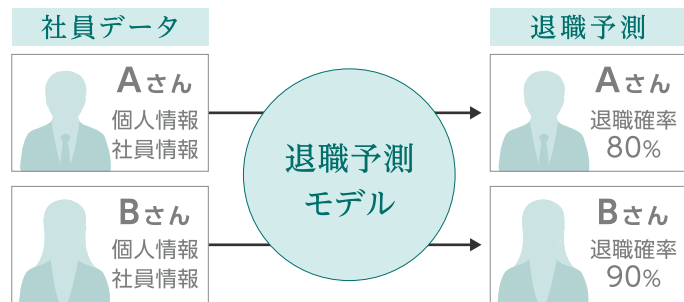 社員データ
退職予測
Aさん
個人情報
社員情報
退職予測
モデル
Aさん
退職確率
80%
Bさん
個人情報
社員情報
Bさん
退職確率
90%